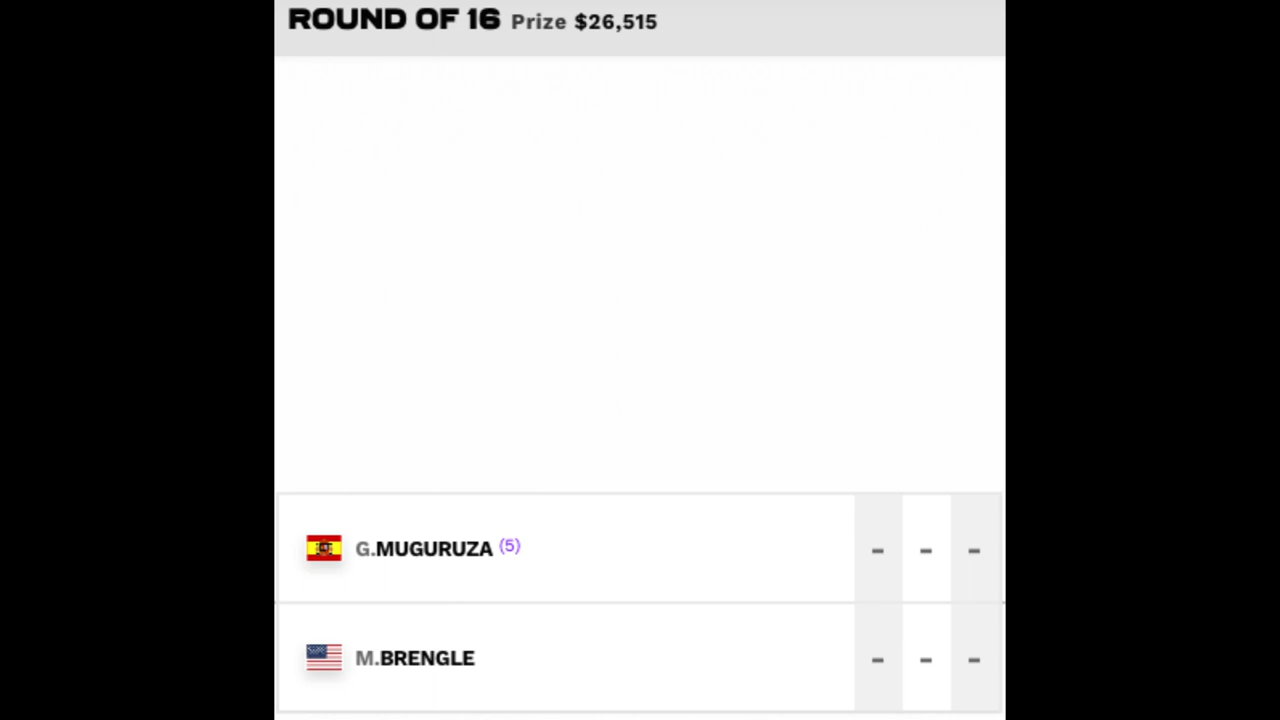 ROUND OF 16 Prize $26,515
G.MUGURUZA (5) - - -
M.BRENGLE - - -